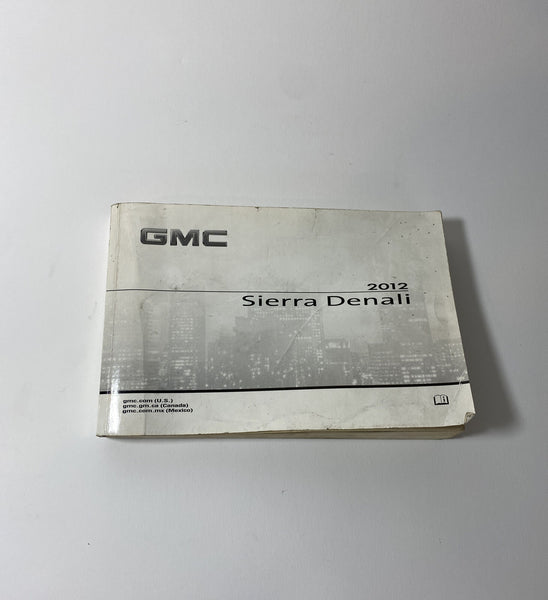 GMC
2012
Sierra Denali
gmc.com (U.S.)
gmc.gm.ca (Canada)
gmc.com.mx (Mexico)